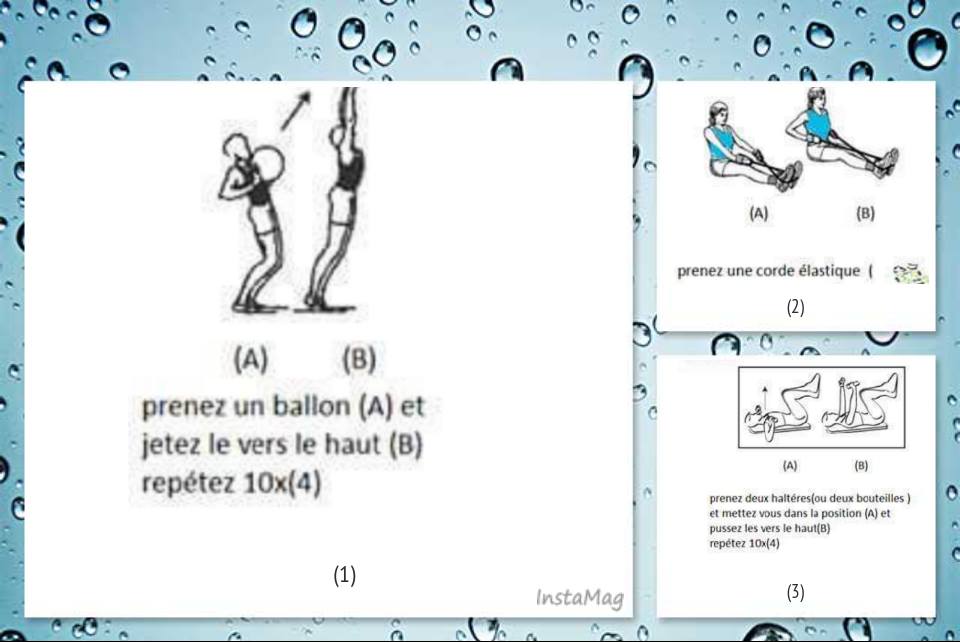 (A) (B)
prenez un ballon (A) et
jetez le vers le haut (B)
repétez 10x(4)
(1)
InstaMag
(A) (B)
prenez une corde élastique (
(2)
(A) (B)
prenez deux haltéres(ou deux bouteilles )
et mettez vous dans la position (A) et
pussez les vers le haut(B)
repétez 10x(4)
(3)